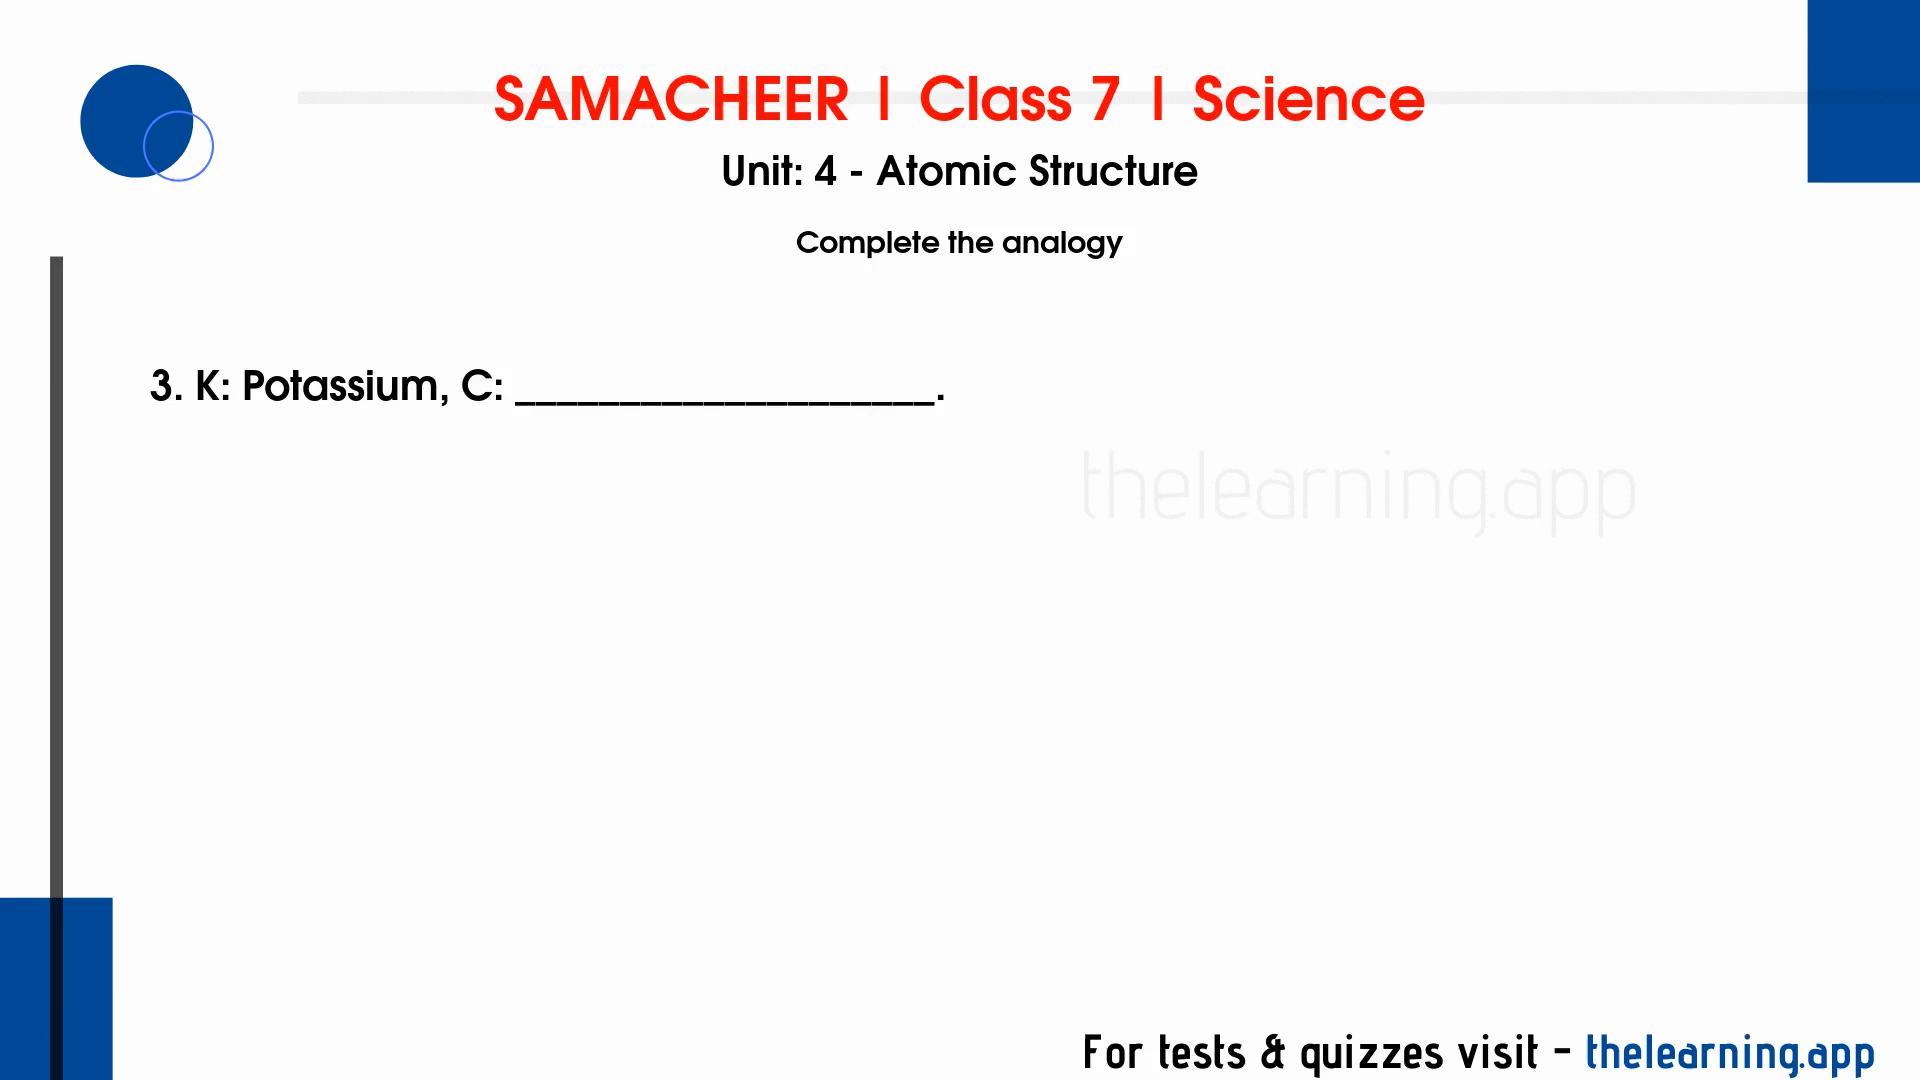 SAMACHEER | Class 7 | Science
Unit: 4 - Atomic Structure
Complete the analogy
3. K: Potassium, C: ____________________.
thelearning.app
For tests & quizzes visit - thelearning.app